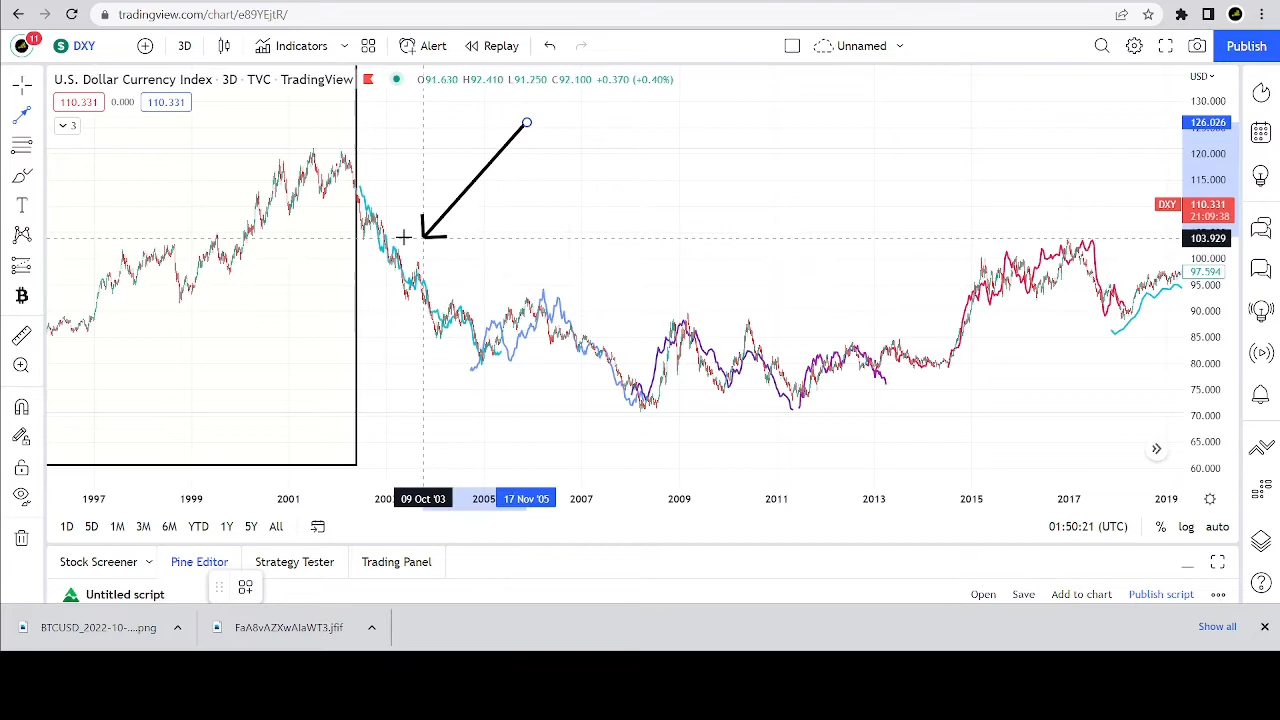 tradingview.com/chart/e89YEjtR/
11
S DXY
3D
Indicators
Alert
Replay
Unnamed
Publish
U.S. Dollar Currency Index · 3D · TVC · TradingView
O91.630 H92.410 L91.250 C92.100 +0.370 (+0.40%)
USD
110.331 0.000 110.331
3
130.000
126.026
120.000
115.000
DXY 110.331
21:09:38
103.929
100.000
97.594
95.000
90.000
85.000
80.000
75.000
70.000
65.000
60.000
1997 1999 2001 09 Oct '03 2005 17 Nov '05 2007 2009 2011 2013 2015 2017 2019
1D 5D 1M 3M 6M YTD 1Y 5Y All
01:50:21 (UTC) % log auto
Stock Screener Pine Editor Strategy Tester Trading Panel
Untitled script
Open Save Add to chart Publish script
BTCUSD_2022-10-....png
FaA8vAZXwAIaWT3.jfif
Show all